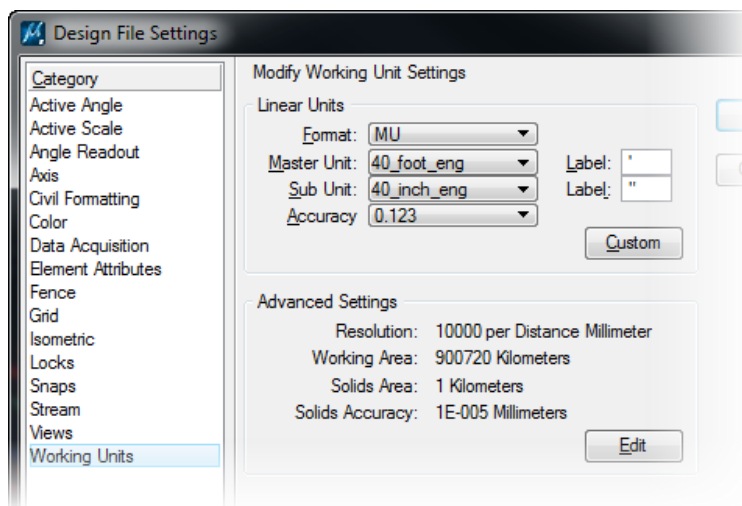 Design File Settings
Category
Active Angle
Active Scale
Angle Readout
Axis
Civil Formatting
Color
Data Acquisition
Element Attributes
Fence
Grid
Isometric
Locks
Snaps
Stream
Views
Working Units
Modify Working Unit Settings
Linear Units
Format: MU
Master Unit: 40_foot_eng Label: '
Sub Unit: 40_inch_eng Label: "
Accuracy 0.123
Custom
Advanced Settings
Resolution: 10000 per Distance Millimeter
Working Area: 900720 Kilometers
Solids Area: 1 Kilometers
Solids Accuracy: 1E-005 Millimeters
Edit